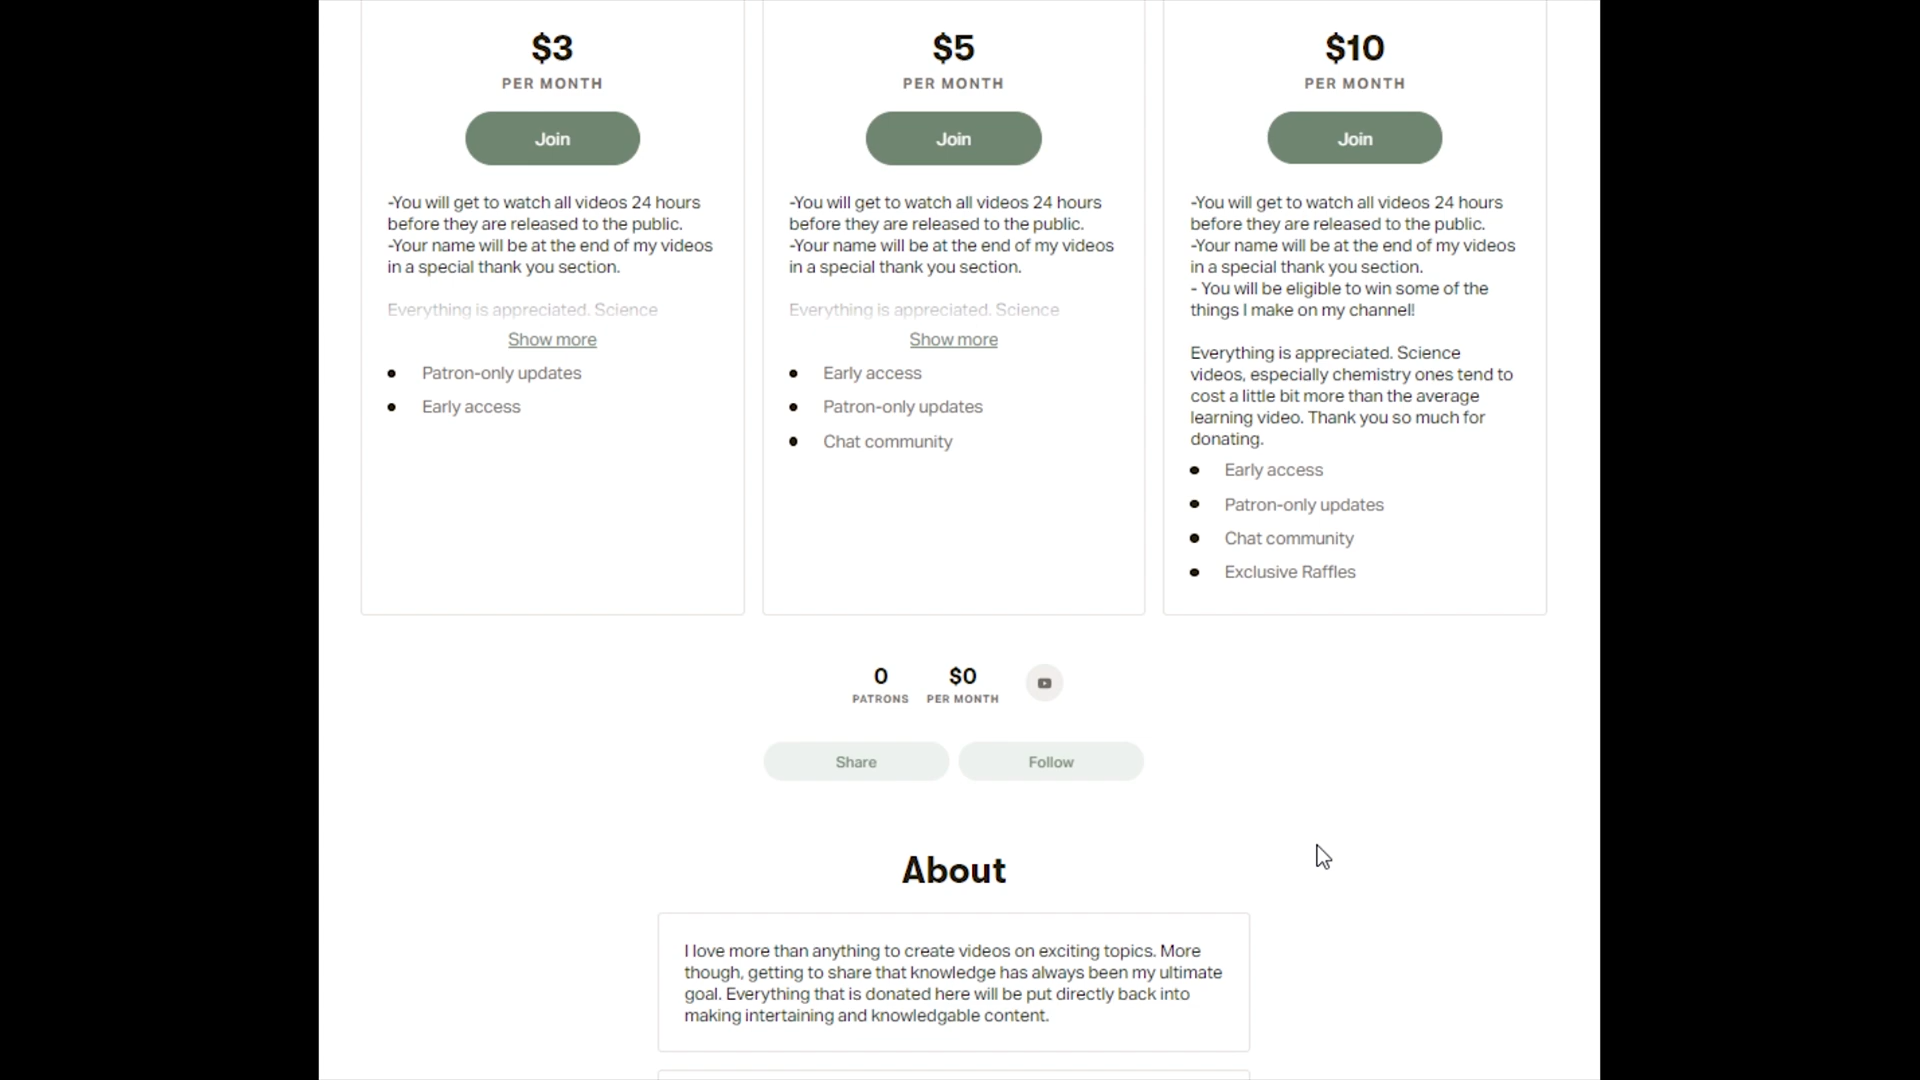 $3
PER MONTH
Join
-You will get to watch all videos 24 hours
before they are released to the public.
-Your name will be at the end of my videos
in a special thank you section.
Everything is appreciated. Science
Show more
Patron-only updates
Early access
$5
PER MONTH
Join
-You will get to watch all videos 24 hours
before they are released to the public.
-Your name will be at the end of my videos
in a special thank you section.
Everything is appreciated. Science
Show more
Early access
Patron-only updates
Chat community
$10
PER MONTH
Join
-You will get to watch all videos 24 hours
before they are released to the public.
-Your name will be at the end of my videos
in a special thank you section.
- You will be eligible to win some of the
things I make on my channel!
Everything is appreciated. Science
videos, especially chemistry ones tend to
cost a little bit more than the average
learning video. Thank you so much for
donating.
Early access
Patron-only updates
Chat community
Exclusive Raffles
0 $0
PATRONS PER MONTH
Share Follow
About
I love more than anything to create videos on exciting topics. More
though, getting to share that knowledge has always been my ultimate
goal. Everything that is donated here will be put directly back into
making intertaining and knowledgable content.